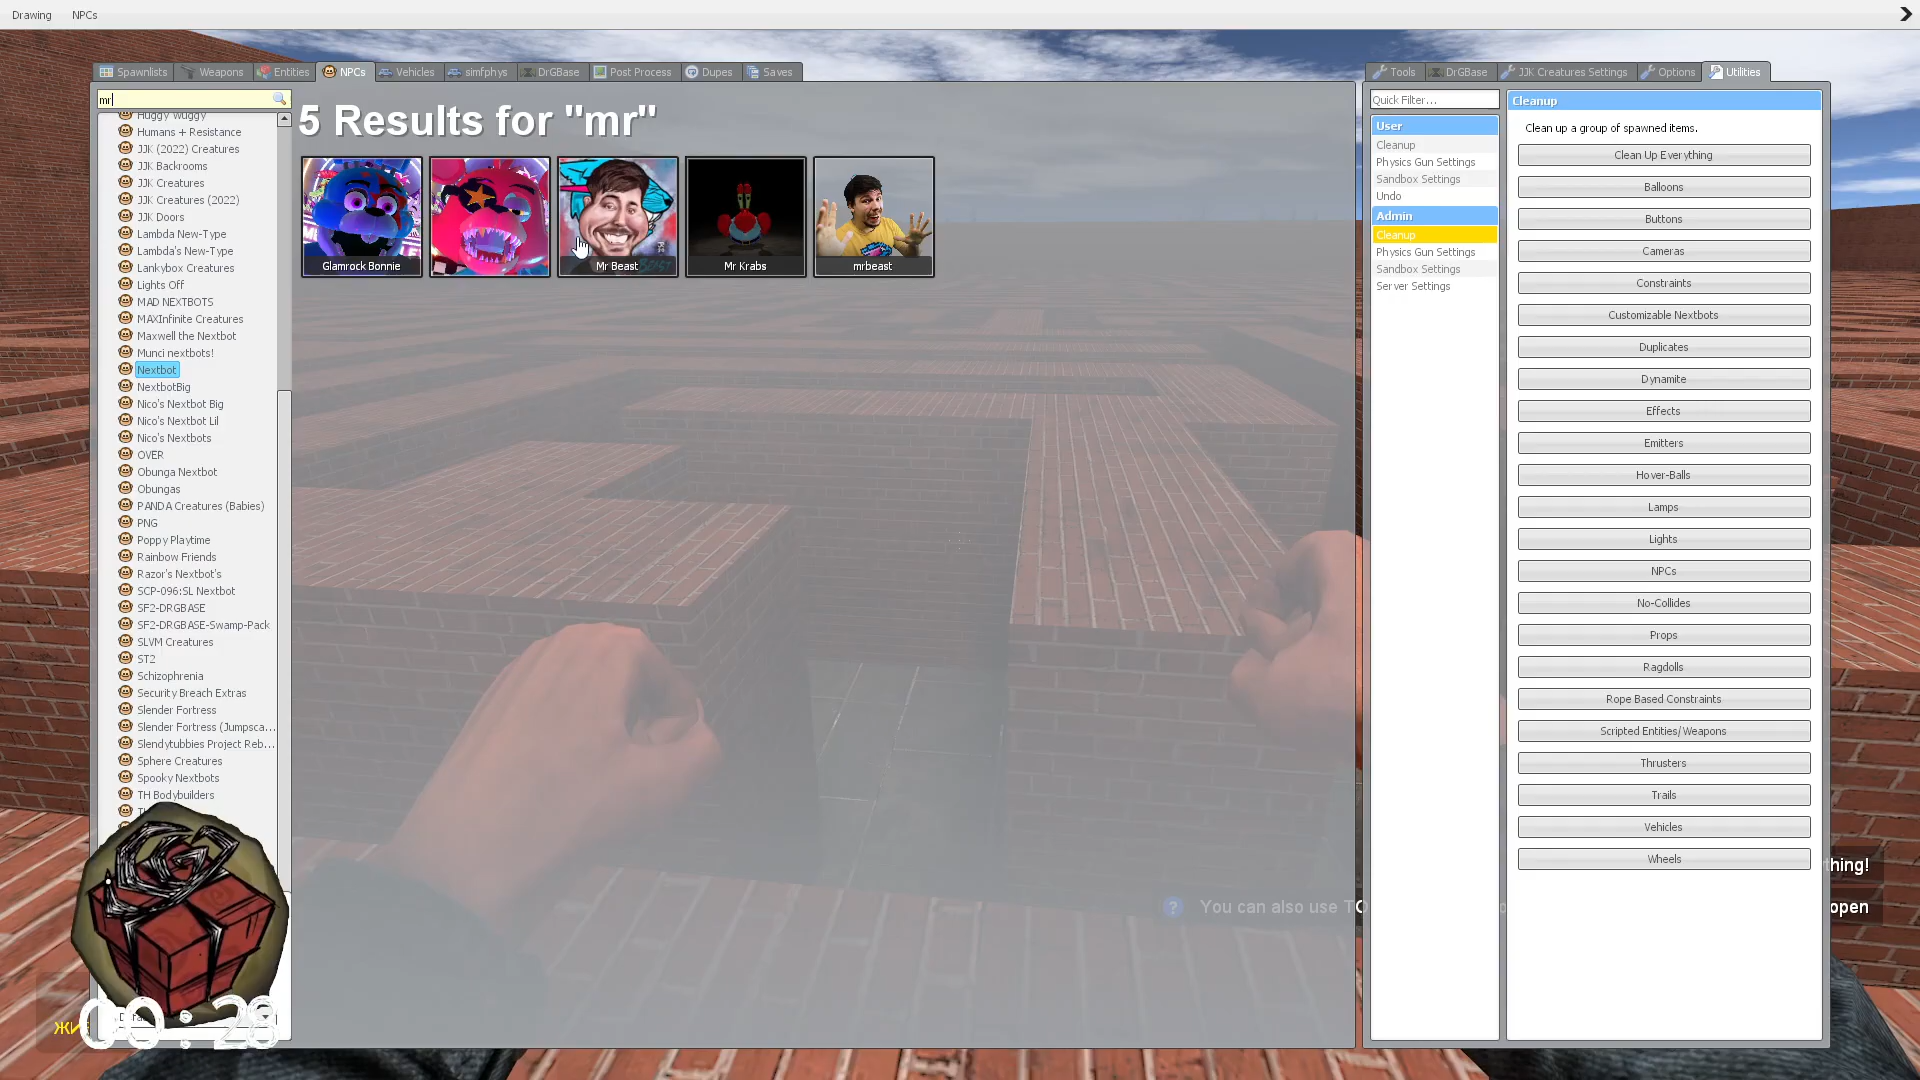 Drawing NPCs
Spawnlists Weapons Entities NPCs Vehicles simfphys DrGBase Post Process Dupes Saves
Tools DrGBase JJK Creatures Settings Options Utilities
mr
5 Results for "mr"
Huggy Wuggy
Humans + Resistance
JJK (2022) Creatures
JJK Backrooms
JJK Creatures
JJK Creatures (2022)
JJK Doors
Lambda New-Type
Lambda's New-Type
Lankybox Creatures
Lights Off
MAD NEXTBOTS
MAXInfinite Creatures
Maxwell the Nextbot
Munci nextbots!
Nextbot
NextbotBig
Nico's Nextbot Big
Nico's Nextbot Lil
Nico's Nextbots
OVER
Obunga Nextbot
Obungas
PANDA Creatures (Babies)
PNG
Poppy Playtime
Rainbow Friends
Razor's Nextbot's
SCP-096:SL Nextbot
SF2-DRGBASE
SF2-DRGBASE-Swamp-Pack
SLVM Creatures
ST2
Schizophrenia
Security Breach Extras
Slender Fortress
Slender Fortress (Jumpsca...
Slendytubbies Project Reb...
Sphere Creatures
Spooky Nextbots
TH Bodybuilders
Glamrock Bonnie
Mr Beast
Mr Krabs
mrbeast
Quick Filter...
User
Cleanup
Physics Gun Settings
Sandbox Settings
Undo
Admin
Cleanup
Physics Gun Settings
Sandbox Settings
Server Settings
Cleanup
Clean up a group of spawned items.
Clean Up Everything
Balloons
Buttons
Cameras
Constraints
Customizable Nextbots
Duplicates
Dynamite
Effects
Emitters
Hover-Balls
Lamps
Lights
NPCs
No-Collides
Props
Ragdolls
Rope Based Constraints
Scripted Entities/Weapons
Thrusters
Trails
Vehicles
Wheels
thing!
You can also use TO
open
00:28